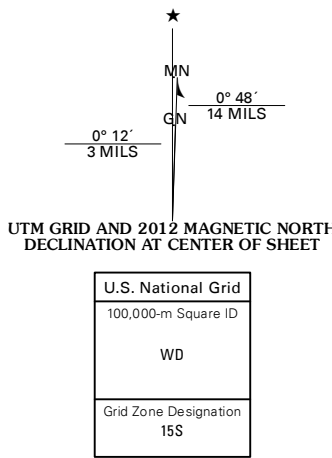 MN
0° 48´
14 MILS
GN
0° 12´
3 MILS
UTM GRID AND 2012 MAGNETIC NORTH
DECLINATION AT CENTER OF SHEET
U.S. National Grid
100,000-m Square ID
WD
Grid Zone Designation
15S